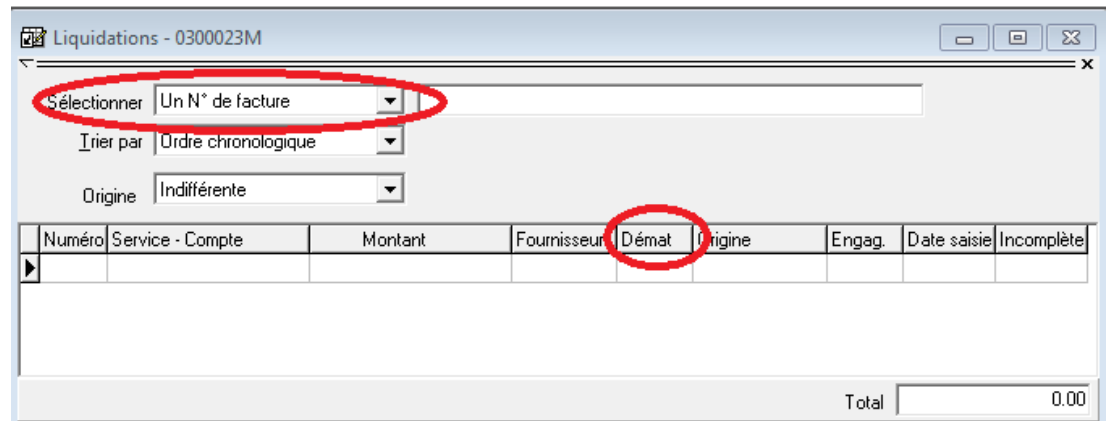 Liquidations - 0300023M
Sélectionner Un N° de facture
Trier par Ordre chronologique
Origine Indifférente
Numéro Service - Compte Montant Fournisseur Démat Origine Engag. Date saisie Incomplète
Total 0.00